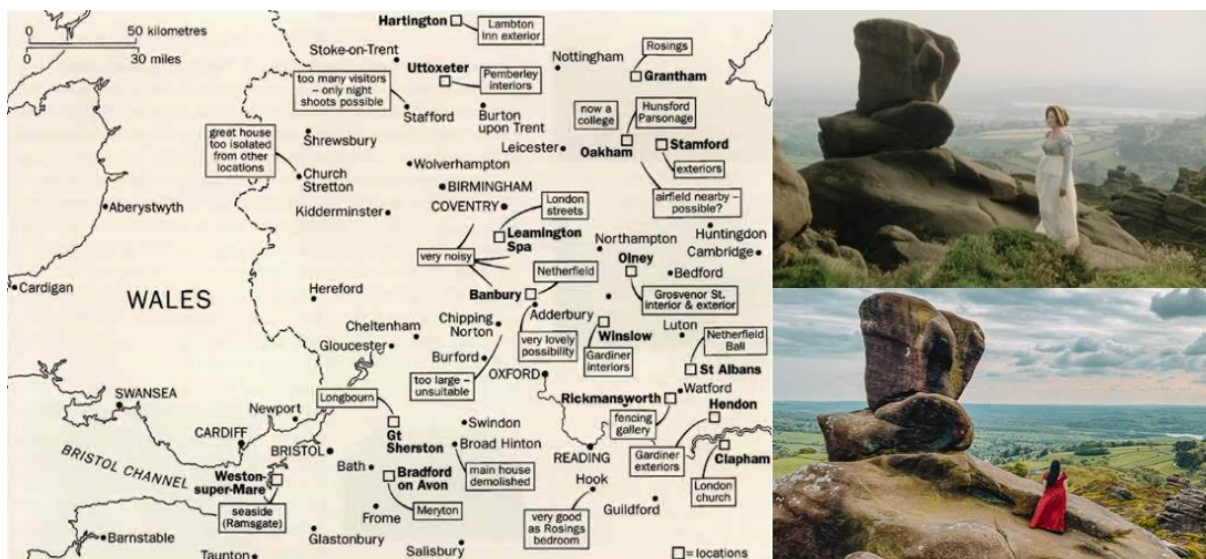 0
50 kilometres
0
30 miles
Hartington
Lambton
Inn exterior
Stoke-on-Trent
Rosings
Nottingham
Grantham
Uttoxeter
Pemberley
interiors
too many visitors
– only night
shoots possible
Stafford
Burton
upon Trent
now a
college
Hunsford
Parsonage
great house
too isolated
from other
locations
Shrewsbury
Leicester
Oakham
Stamford
exteriors
Wolverhampton
Church
Stretton
BIRMINGHAM
Aberystwyth
Kidderminster
COVENTRY
London
streets
airfield nearby –
possible?
Leamington
Spa
Huntingdon
Northampton
Cambridge
very noisy
Olney
Bedford
Cardigan
WALES
Hereford
Netherfield
Banbury
Grosvenor St.
interior & exterior
Adderbury
Cheltenham
Chipping
Norton
Winslow
Luton
Netherfield
Ball
Gloucester
very lovely
possibility
Burford
Gardiner
interiors
St Albans
too large –
unsuitable
OXFORD
Longbourn
Rickmansworth
Watford
SWANSEA
Newport
Hendon
Swindon
fencing
gallery
Gt
Sherston
CARDIFF
BRISTOL
Broad Hinton
READING
Gardiner
exteriors
Clapham
BRISTOL CHANNEL
Bath
Bradford
on Avon
main house
demolished
Weston-
super-Mare
Hook
London
church
seaside
(Ramsgate)
Meryton
Frome
Guildford
very good
as Rosings
bedroom
Barnstable
Glastonbury
Taunton
Salisbury
= locations